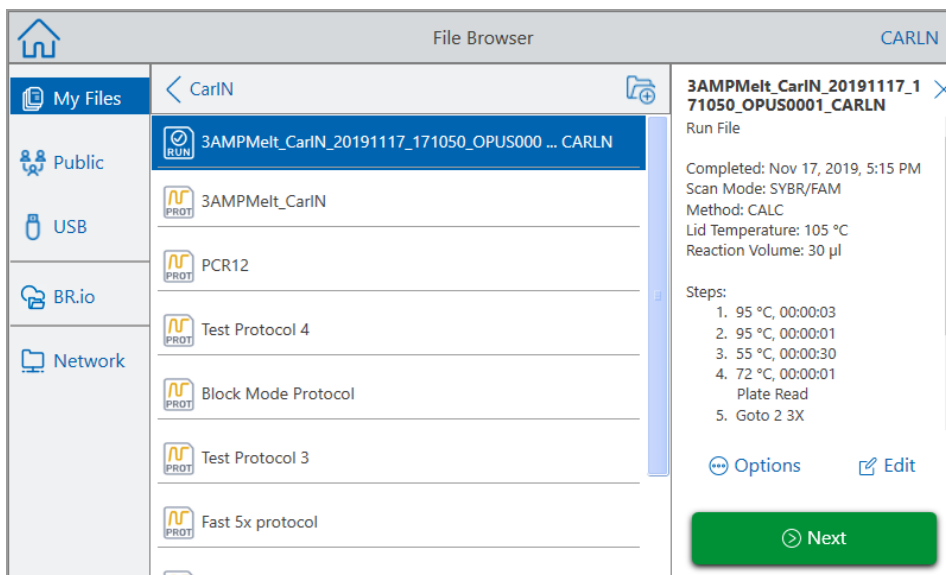 File Browser
CARLN
My Files
Public
USB
BR.io
Network
CarIN
RUN
3AMPMelt_CarIN_20191117_171050_OPUS000 ... CARLN
PROT
3AMPMelt_CarIN
PROT
PCR12
PROT
Test Protocol 4
PROT
Block Mode Protocol
PROT
Test Protocol 3
PROT
Fast 5x protocol
3AMPMelt_CarIN_20191117_1
71050_OPUS0001_CARLN
Run File
Completed: Nov 17, 2019, 5:15 PM
Scan Mode: SYBR/FAM
Method: CALC
Lid Temperature: 105 °C
Reaction Volume: 30 µl
Steps:
1. 95 °C, 00:00:03
2. 95 °C, 00:00:01
3. 55 °C, 00:00:30
4. 72 °C, 00:00:01
Plate Read
5. Goto 2 3X
Options
Edit
Next